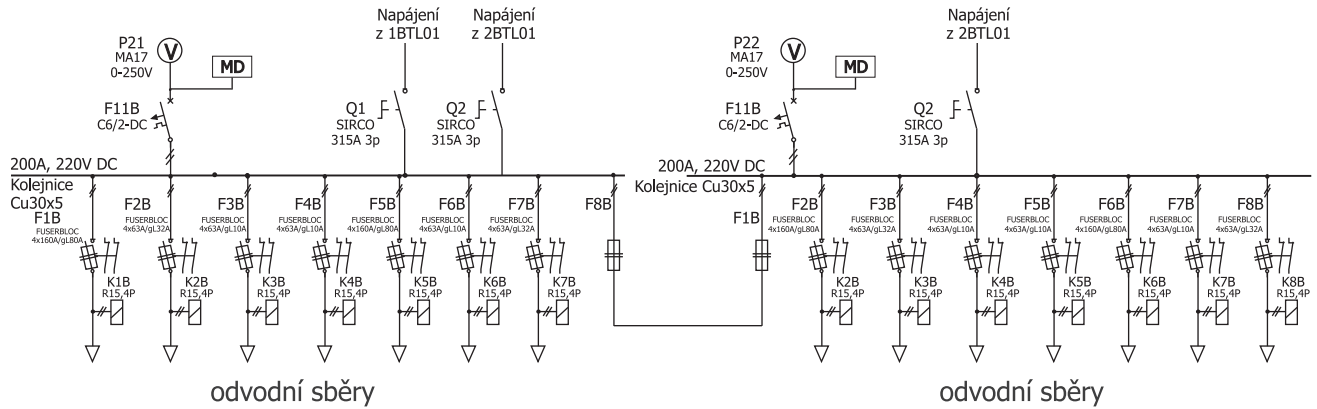 P21
MA17
0-250V
V
MD
F11B
C6/2-DC
Napájení
z 1BTL01
Napájení
z 2BTL01
Q1
SIRCO
315A 3p
Q2
SIRCO
315A 3p
200A, 220V DC
Kolejnice
Cu30x5
F1B
FUSERBLOC
4x160A/gL80A
F2B
FUSERBLOC
4x63A/gL32A
F3B
FUSERBLOC
4x63A/gL10A
F4B
FUSERBLOC
4x63A/gL10A
F5B
FUSERBLOC
4x160A/gL80A
F6B
FUSERBLOC
4x63A/gL10A
F7B
FUSERBLOC
4x63A/gL32A
F8B
K1B
R15,4P
K2B
R15,4P
K3B
R15,4P
K4B
R15,4P
K5B
R15,4P
K6B
R15,4P
K7B
R15,4P
odvodní sběry
P22
MA17
0-250V
V
MD
F11B
C6/2-DC
Napájení
z 2BTL01
Q2
SIRCO
315A 3p
200A, 220V DC
Kolejnice Cu30x5
F1B
F2B
FUSERBLOC
4x160A/gL80A
F3B
FUSERBLOC
4x63A/gL32A
F4B
FUSERBLOC
4x63A/gL10A
F5B
FUSERBLOC
4x63A/gL10A
F6B
FUSERBLOC
4x160A/gL80A
F7B
FUSERBLOC
4x63A/gL10A
F8B
FUSERBLOC
4x63A/gL32A
K2B
R15,4P
K3B
R15,4P
K4B
R15,4P
K5B
R15,4P
K6B
R15,4P
K7B
R15,4P
K8B
R15,4P
odvodní sběry